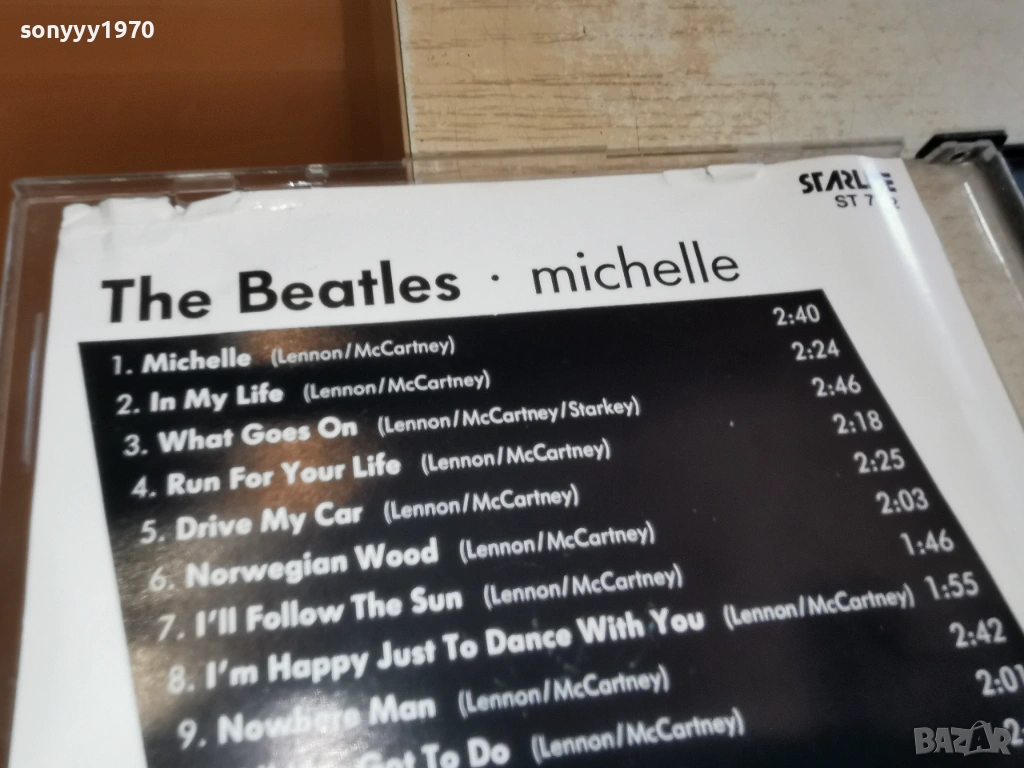 sonyyy1970
ST
The Beatles · michelle
1. Michelle (Lennon/McCartney) 2:40
2. In My Life (Lennon/McCartney) 2:24
3. What Goes On (Lennon/McCartney/Starkey) 2:46
4. Run For Your Life (Lennon/McCartney) 2:18
5. Drive My Car (Lennon/McCartney) 2:25
6. Norwegian Wood (Lennon/McCartney) 2:03
7. I'll Follow The Sun (Lennon/McCartney) 1:46
8. I'm Happy Just To Dance With You (Lennon/McCartney) 1:55
9. Nowhere Man (Lennon/McCartney) 2:42
Got To Do (Lennon/McCartney) 2:01
BAZAR